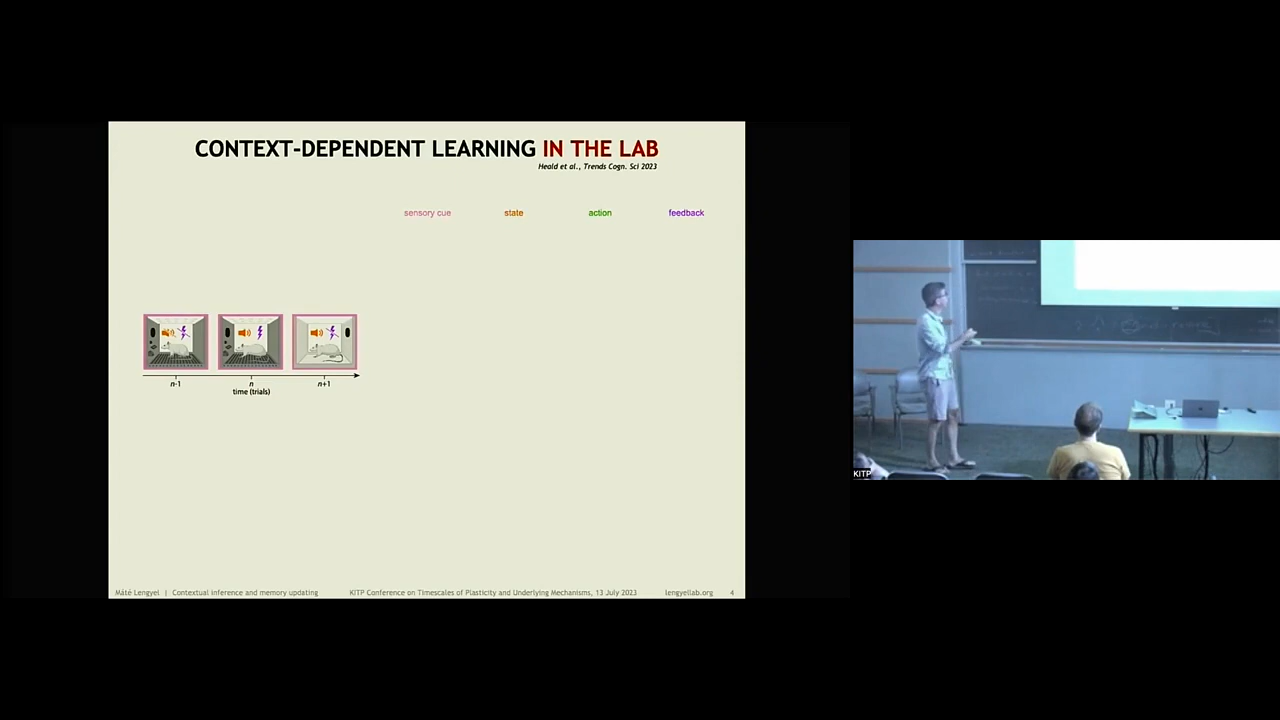 CONTEXT-DEPENDENT LEARNING IN THE LAB
Heald et al., Trends Cogn. Sci 2023
sensory cue state action feedback
n-1 n n+1
time (trials)
Máté Lengyel | Contextual inference and memory updating KITP Conference on Timescales of Plasticity and Underlying Mechanisms, 13 July 2023 lengyellab.org 4
KITP